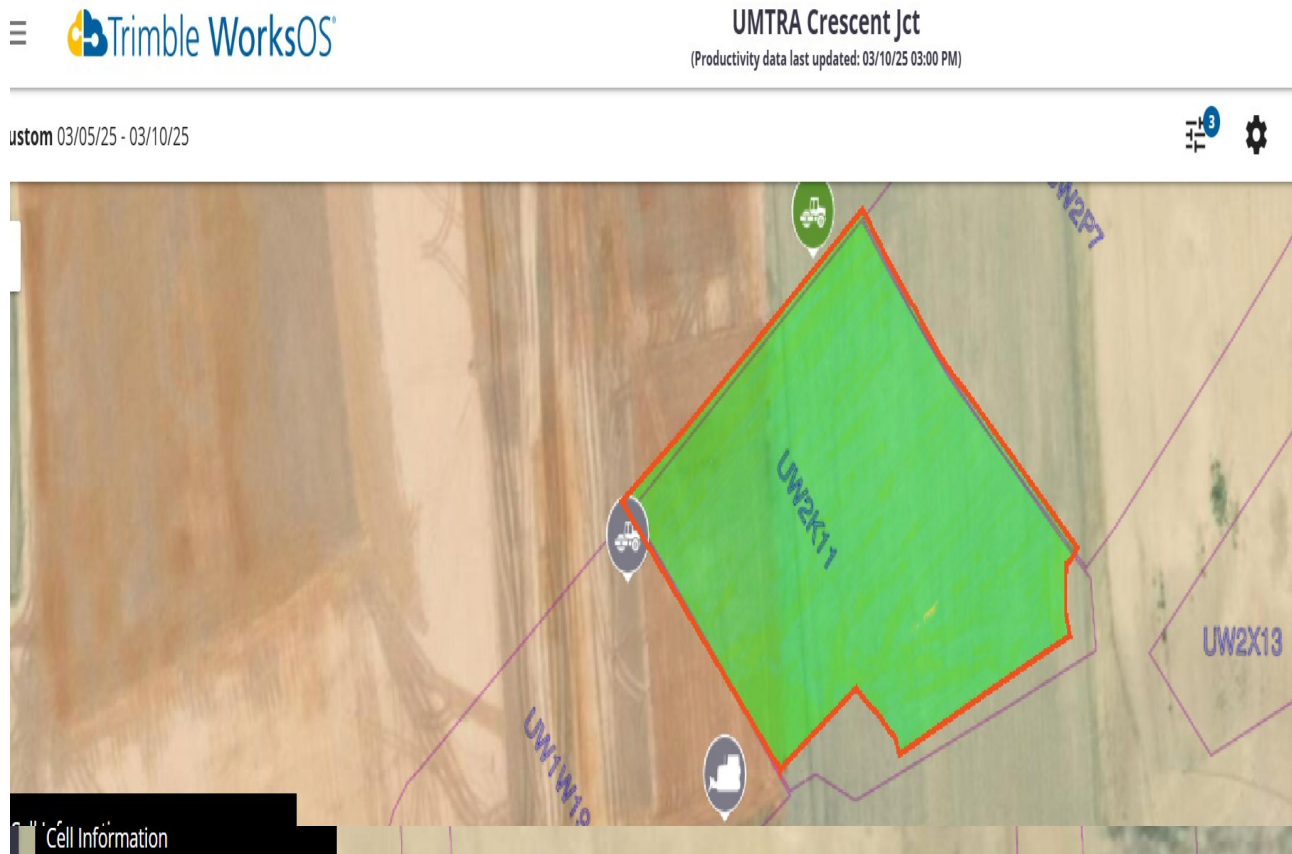 Trimble WorksOS
UMTRA Crescent Jct
(Productivity data last updated: 03/10/25 03:00 PM)
ustom 03/05/25 - 03/10/25
3
UW2P7
UW2K11
UW2X13
UW1W19
Cell Information